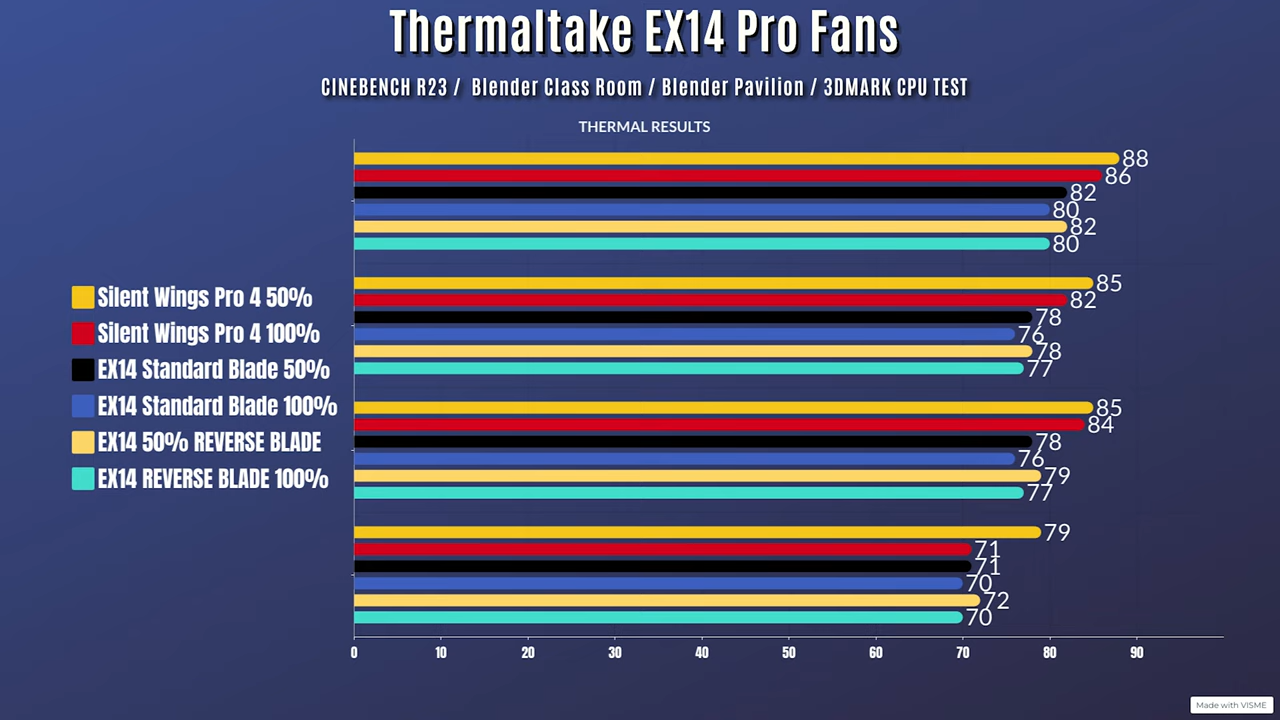 Thermaltake EX14 Pro Fans
CINEBENCH R23 / Blender Class Room / Blender Pavilion / 3DMARK CPU TEST
THERMAL RESULTS
88
86
82
80
82
80
Silent Wings Pro 4 50%
Silent Wings Pro 4 100%
EX14 Standard Blade 50%
EX14 Standard Blade 100%
EX14 50% REVERSE BLADE
EX14 REVERSE BLADE 100%
85
82
78
76
78
77
85
84
78
76
79
77
79
71
71
70
72
70
0 10 20 30 40 50 60 70 80 90
Made with VISME